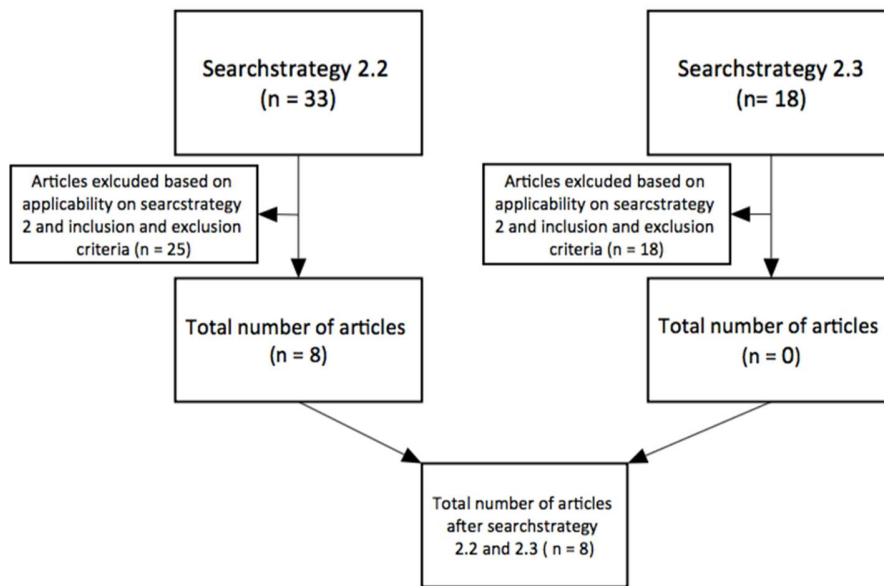 Searchstrategy 2.2
(n = 33)
Searchstrategy 2.3
(n= 18)
Articles exlcuded based on
applicability on searcstrategy
2 and inclusion and exclusion
criteria (n = 25)
Articles exlcuded based on
applicability on searcstrategy
2 and inclusion and exclusion
criteria (n = 18)
Total number of articles
(n = 8)
Total number of articles
(n = 0)
Total number of articles
after searchstrategy
2.2 and 2.3 ( n = 8)